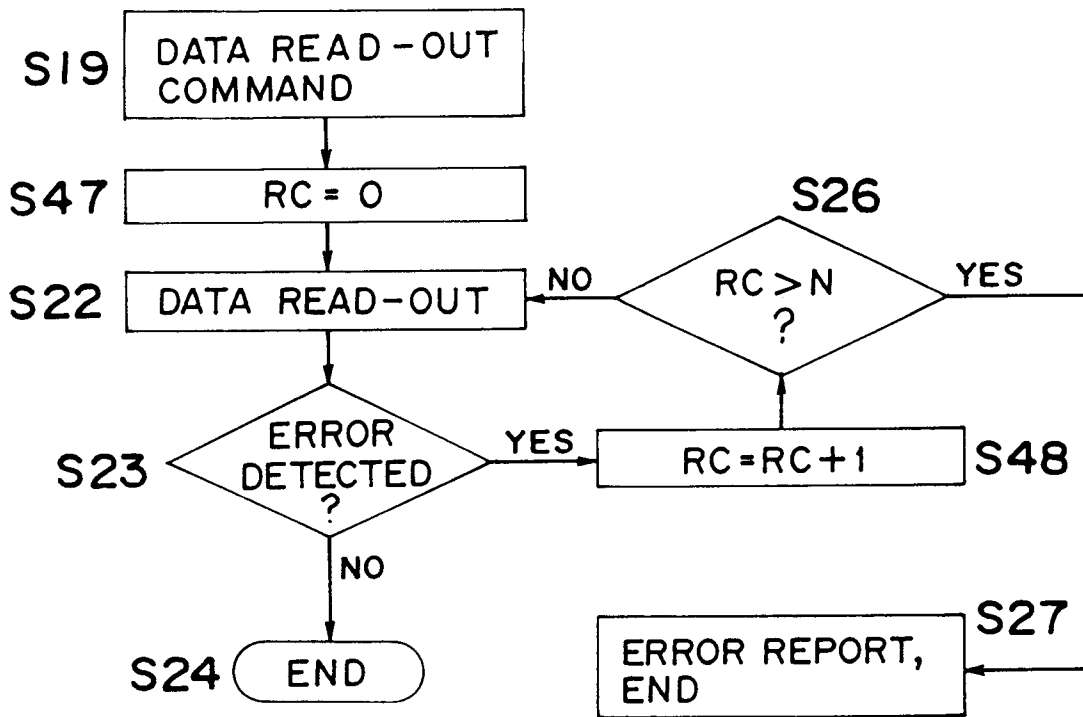 S19
DATA READ-OUT
COMMAND
S47
RC = 0
S26
S22
DATA READ-OUT
NO
RC>N
?
YES
S23
ERROR
DETECTED
?
YES
RC=RC+1
S48
NO
S24
END
S27
ERROR REPORT,
END